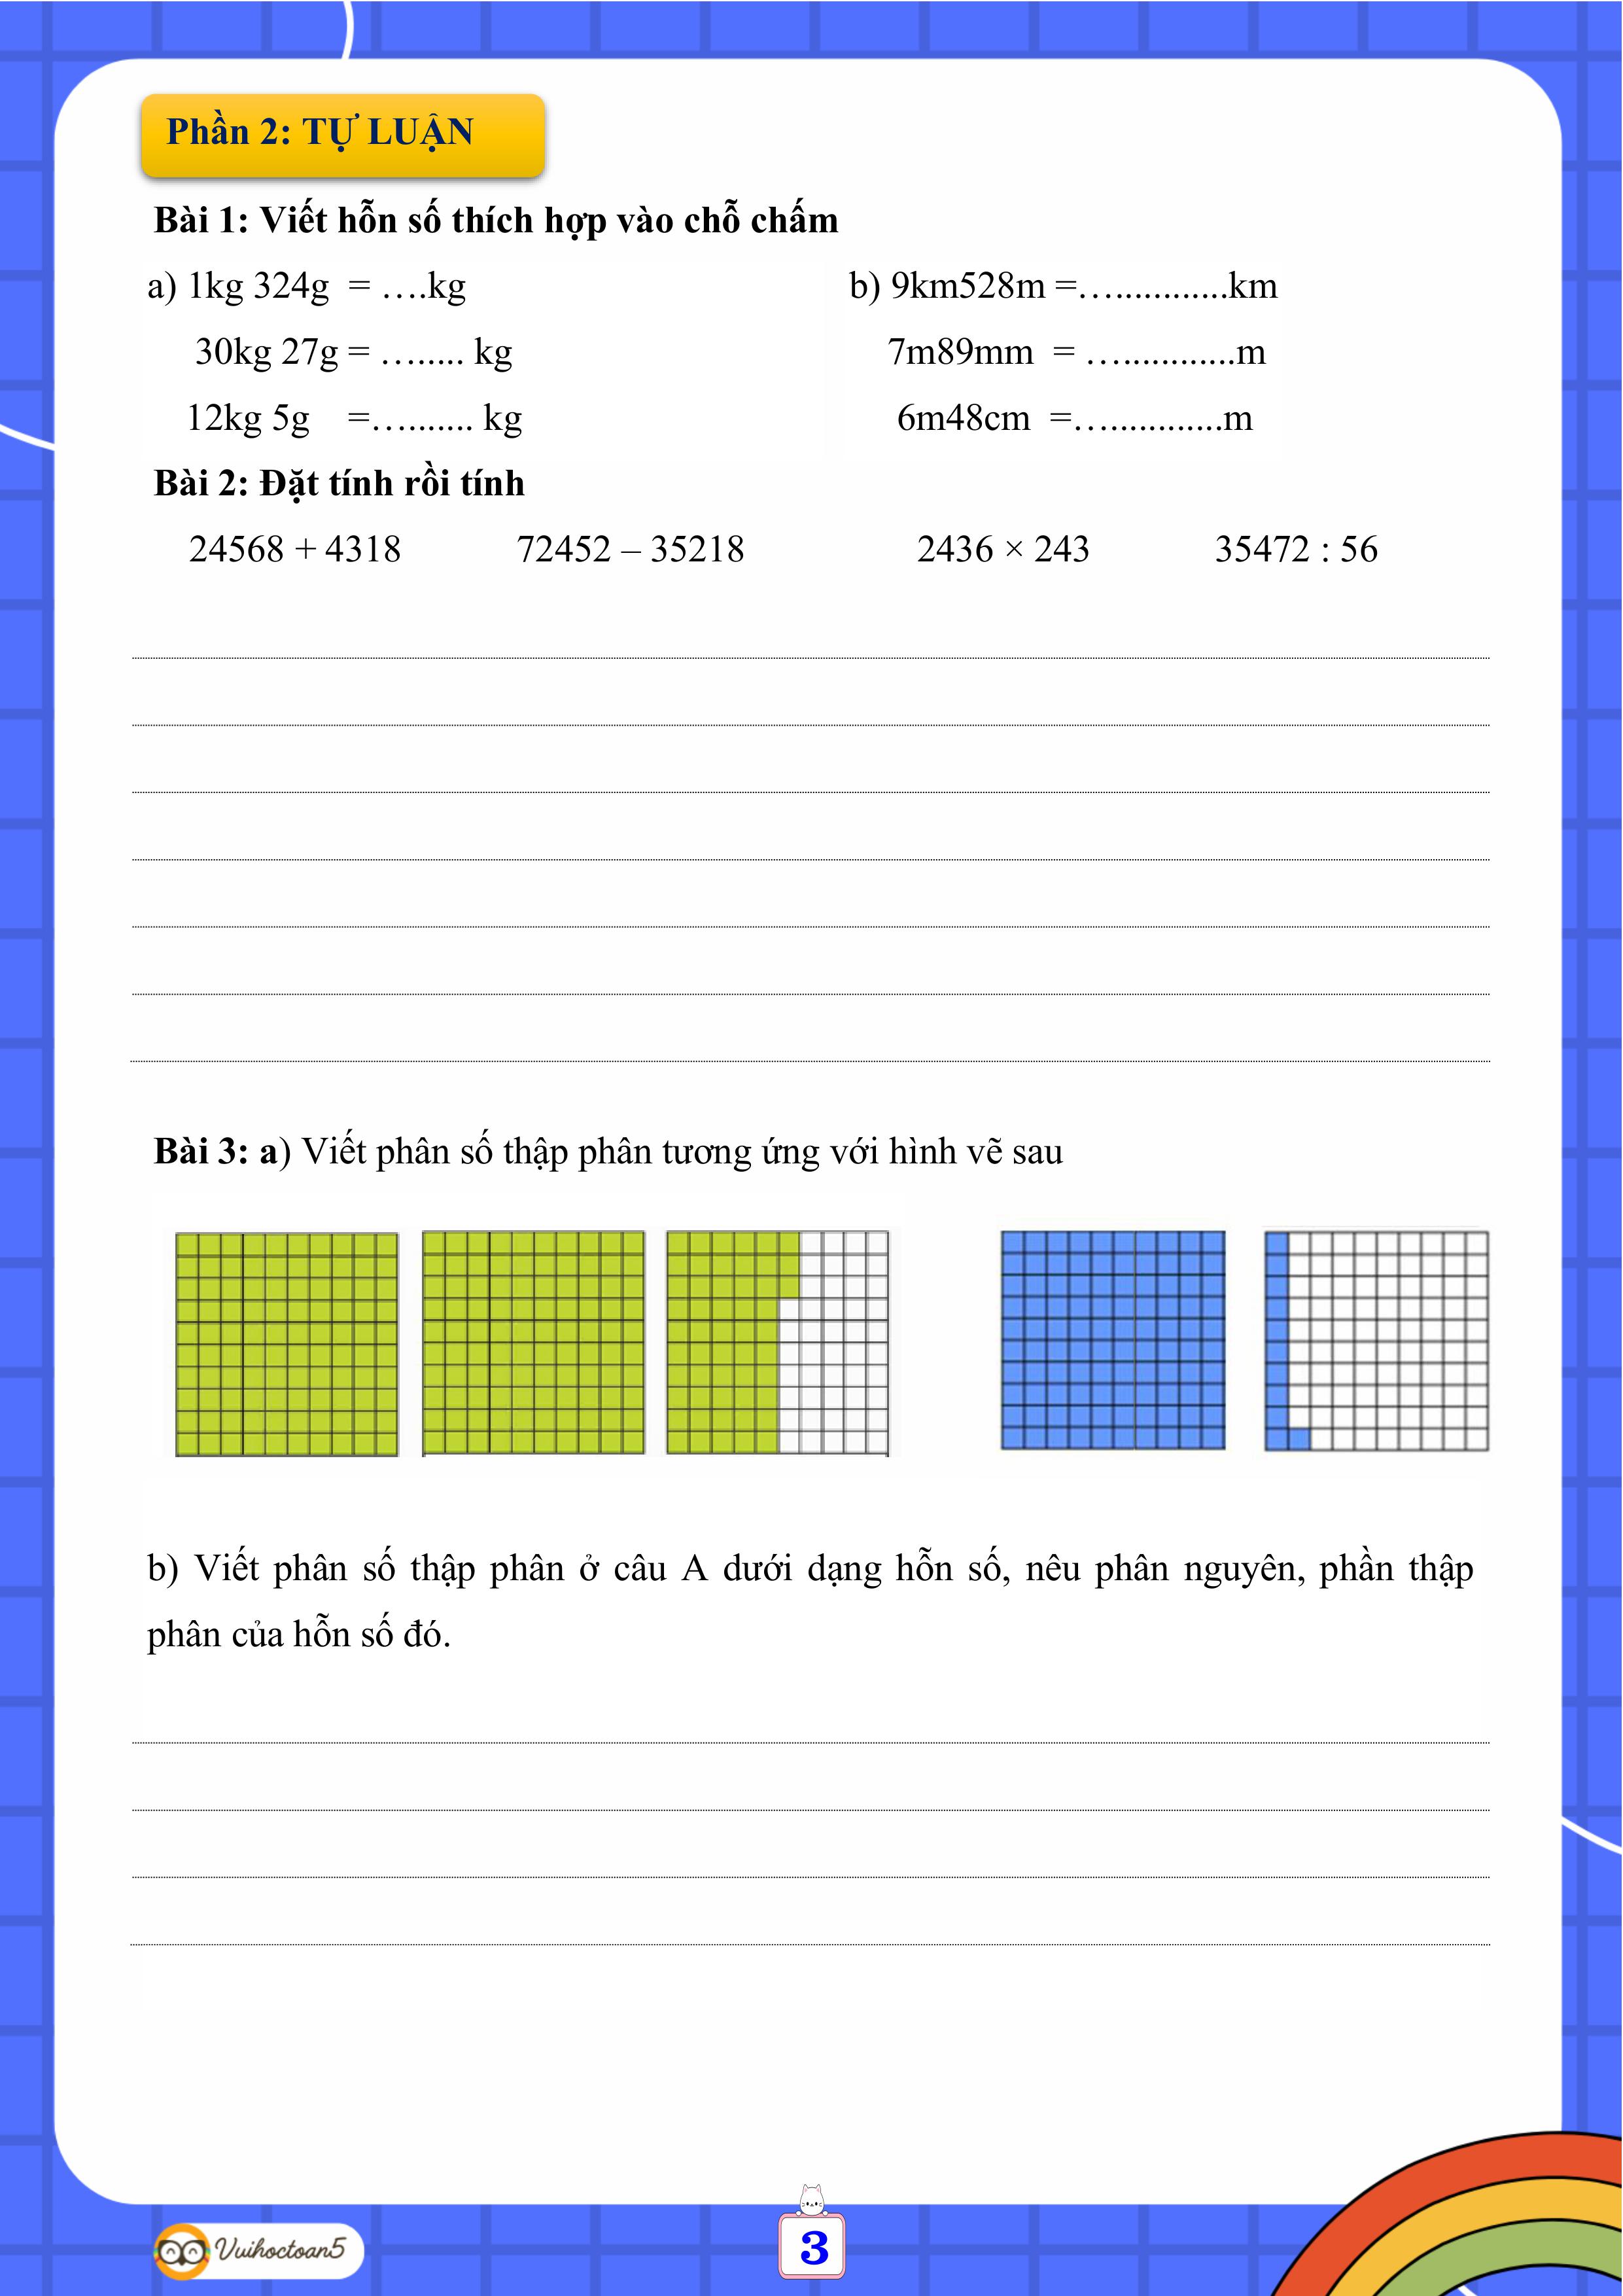 Phần 2: TỰ LUẬN
Bài 1: Viết hỗn số thích hợp vào chỗ chấm
a) 1kg 324g = ….kg
b) 9km528m =…............km
30kg 27g = …...... kg
7m89mm = …............m
12kg 5g =…....... kg
6m48cm =…............m
Bài 2: Đặt tính rồi tính
24568 + 4318 72452 – 35218 2436 × 243 35472 : 56
Bài 3: a) Viết phân số thập phân tương ứng với hình vẽ sau
b) Viết phân số thập phân ở câu A dưới dạng hỗn số, nêu phân nguyên, phần thập
phân của hỗn số đó.
Vuihoctoan5
3